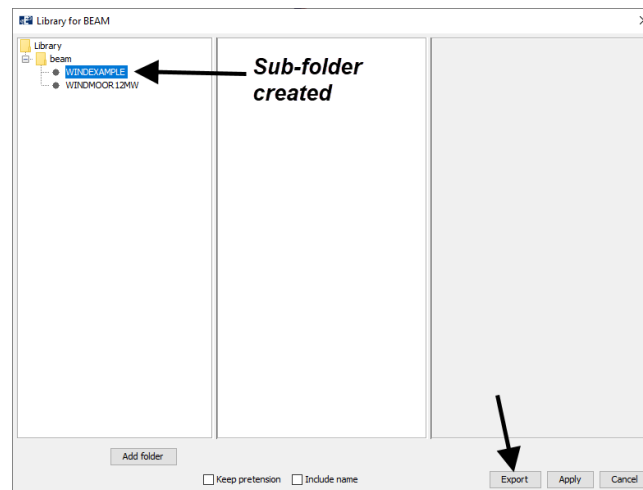 Library for BEAM
Library
beam
WINDEXAMPLE
WINDMOOR12MW
Sub-folder
created
Add folder
Keep pretension Include name
Export Apply Cancel